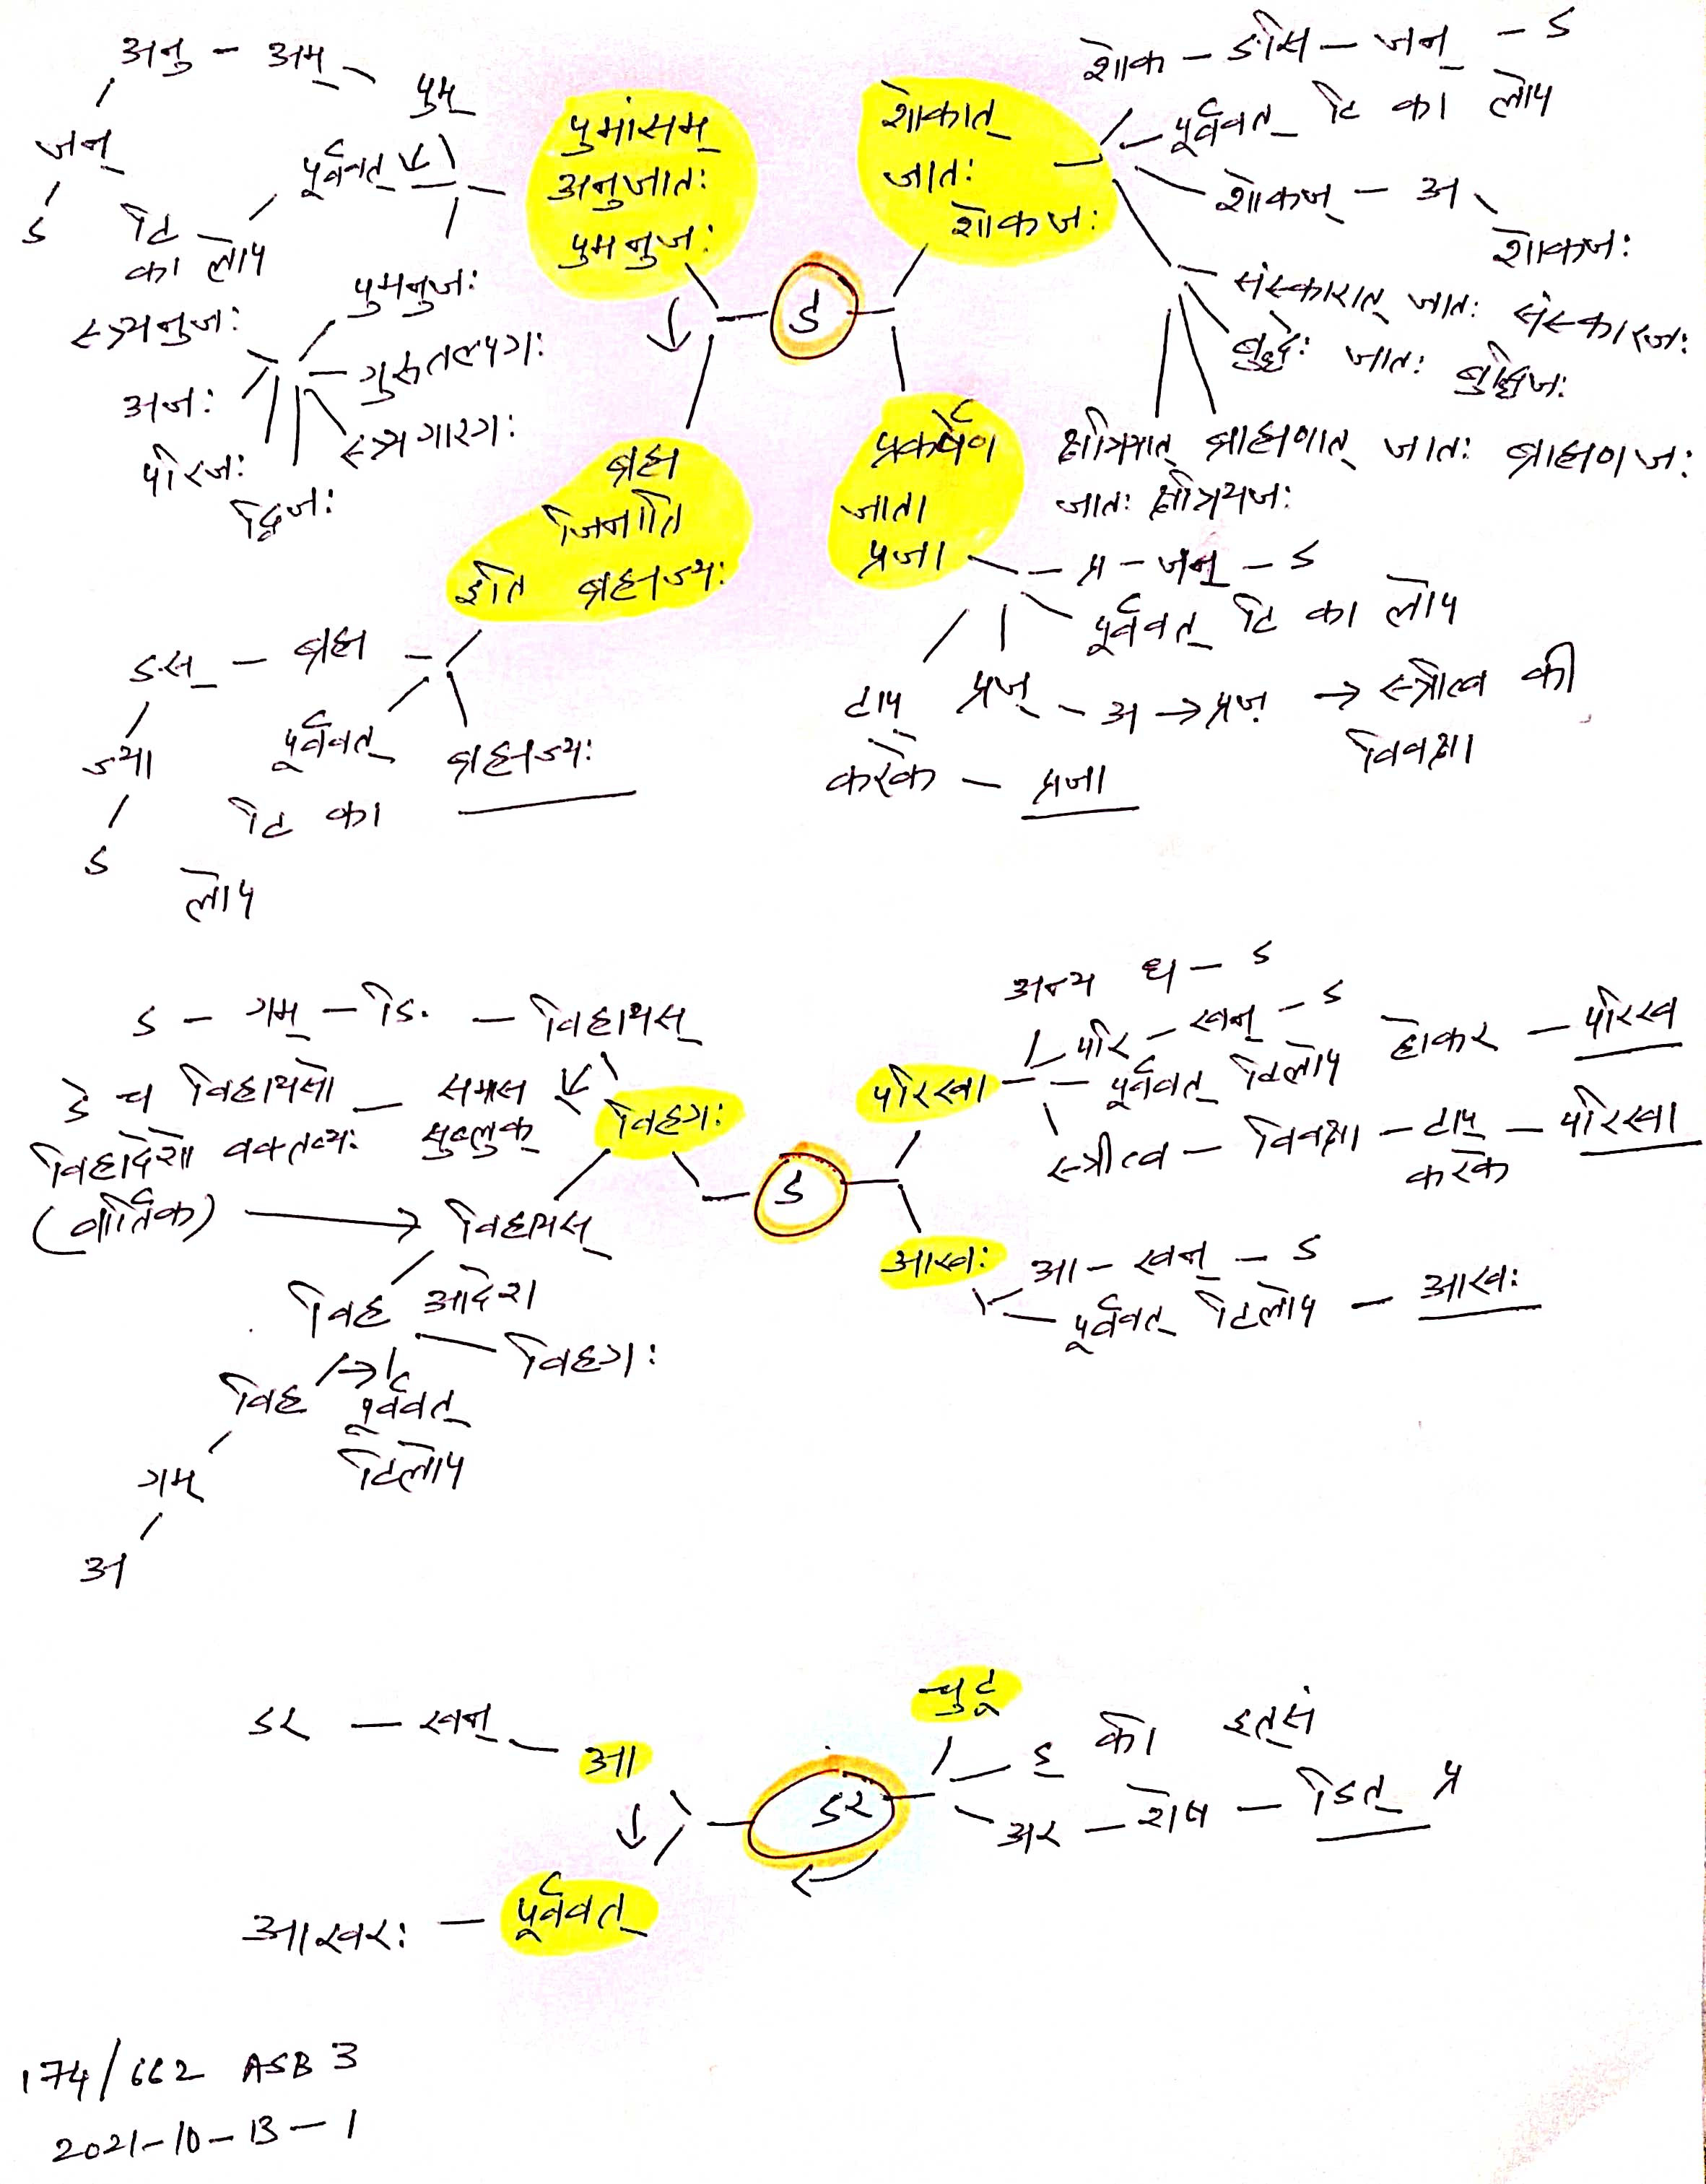 अनु - अम् - पुम्
जन्
ड
पूर्ववत्
टि
का लोप
पुमांसम्
अनुजातः
पुमनुजः
पुमनुजः
स्त्र्यनुजः
गुरुतल्पगः
अजः
स्त्र्यगारगः
परिजः
द्विजः
ड
शोकात्
जातः
शोकजः
शोक - ङसि - जन् - ड
पूर्ववत् टि का लोप
शोकज् - अ
शोकजः
संस्कारात् जातः संस्कारजः
बुद्धेः जातः बुद्धिजः
क्षत्रियात् ब्राह्मणात् जातः ब्राह्मणजः
जातः क्षत्रियजः
ब्रह्म
जिनाति
इति ब्रह्मज्यः
ङस् - ब्रह्म
ज्या
ड
पूर्ववत्
टि का
लोप
ब्रह्मज्यः
प्रकर्षेण
जाता
प्रजा
प्र - जन् - ड
पूर्ववत् टि का लोप
प्रज् - अ → प्रज → स्त्रीत्व की
विवक्षा
टाप्
करके - प्रजा
ड - गम् - ङि - विहायस्
डे च विहायसो - समास
विहादेशो वक्तव्यः सुब्लुक्
(वार्तिक) → विहायस्
विहगः
विह आदेश
विहगः
विह पूर्ववत्
टिलोप
गम्
अ
ड
परिखा
अन्य धा - ड
परि - खन् - ड
पूर्ववत् टिलोप होकर - परिख
स्त्रीत्व - विवक्षा - टाप् - परिखा
करके
आखः
आ - खन् - ड
पूर्ववत् टिलोप - आखः
डर - खन् - आ
डर
चुटू
ड् को इत्सं
अर - शेष - डित् प्र
आखरः - पूर्ववत्
174/662 ASB 3
2021-10-13-1